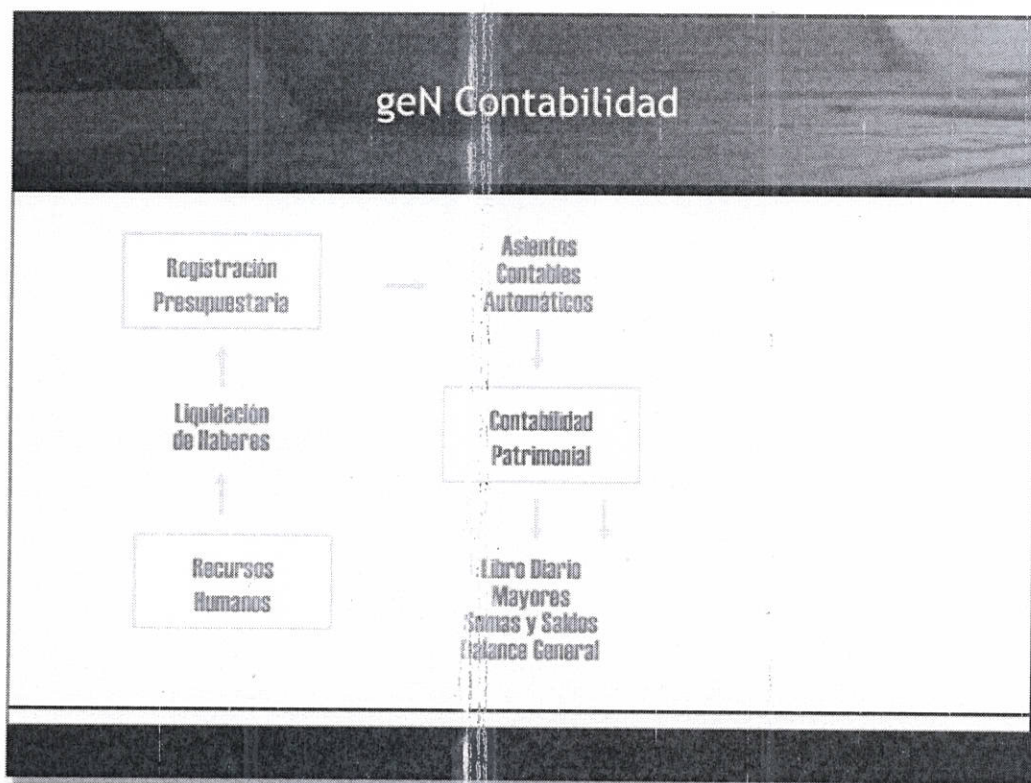 geN Contabilidad
Registración
Presupuestaria
Asientos
Contables
Automáticos
Liquidación
de Haberes
Contabilidad
Patrimonial
Recursos
Humanos
Libro Diario
Mayores
Sumas y Saldos
Balance General